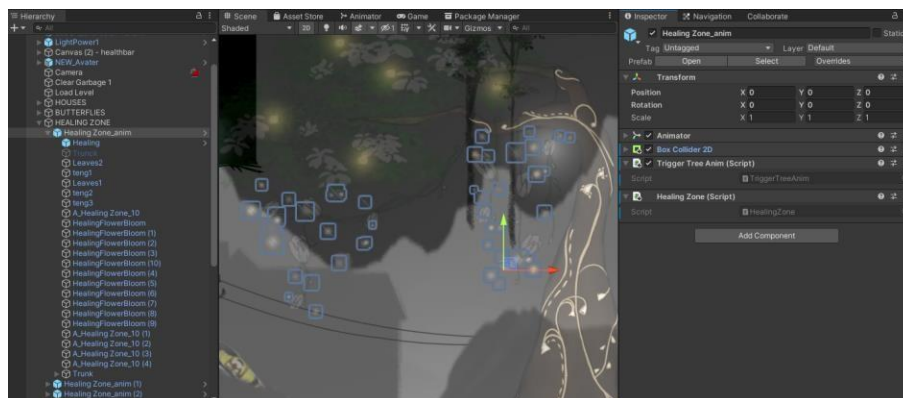 Hierarchy
All
LightPower1
Canvas (2) - healthbar
NEW_Avater
Camera
Clear Garbage 1
Load Level
HOUSES
BUTTERFLIES
HEALING ZONE
Healing Zone_anim
Healing
Tranck
Leaves2
teng1
Leaves1
teng2
teng3
A_Healing Zone_10
HealingFlowerBloom
HealingFlowerBloom (1)
HealingFlowerBloom (2)
HealingFlowerBloom (3)
HealingFlowerBloom (10)
HealingFlowerBloom (4)
HealingFlowerBloom (5)
HealingFlowerBloom (6)
HealingFlowerBloom (7)
HealingFlowerBloom (8)
HealingFlowerBloom (9)
A_Healing Zone_10 (1)
A_Healing Zone_10 (2)
A_Healing Zone_10 (3)
A_Healing Zone_10 (4)
Trunk
Healing Zone_anim (1)
Healing Zone_anim (2)
Scene Asset Store Animator Game Package Manager
Shaded 2D 1 Gizmos All
Inspector Navigation Collaborate
Healing Zone_anim Static
Tag Untagged Layer Default
Prefab Open Select Overrides
Transform
Position X 0 Y 0 Z 0
Rotation X 0 Y 0 Z 0
Scale X 1 Y 1 Z 1
Animator
Box Collider 2D
Trigger Tree Anim (Script)
Script TriggerTreeAnim
Healing Zone (Script)
Script HealingZone
Add Component